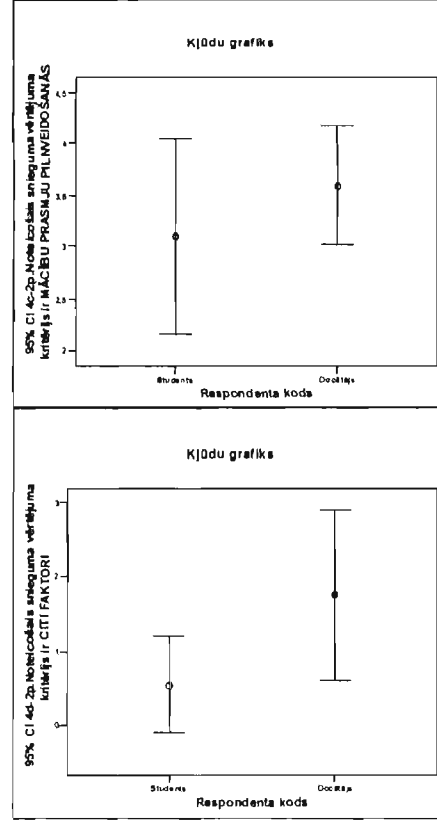 Kļūdu grafiks
95% CI 4c-2p.Noteicošais snieguma vērtējuma
kritērijs ir MĀCĪBU PRASMJU PILNVEIDOŠANĀS
4,5
4
3,5
3
2,5
2
Students
Docētājs
Respondenta kods
Kļūdu grafiks
95% CI 4d-2p.Noteicošais snieguma vērtējuma
kritērijs ir CITI FAKTORI
3
2
1
0
Students
Docētājs
Respondenta kods